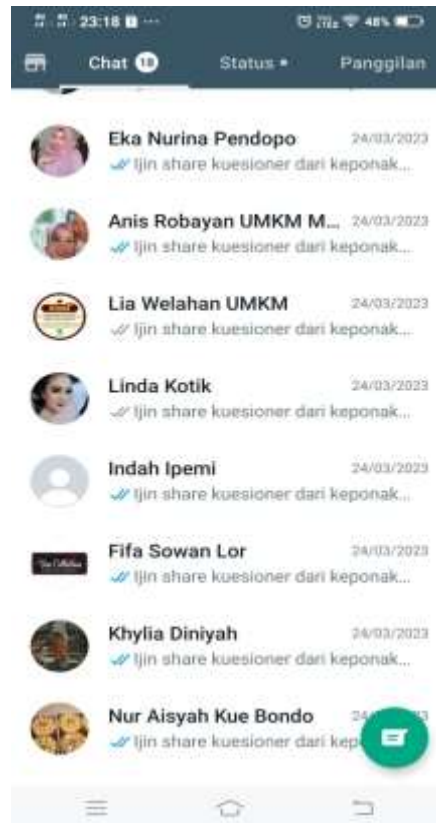 23:18 48%
Chat 18 Status Panggilan
Eka Nurina Pendopo 24/03/2023
Ijin share kuesioner dari keponak...
Anis Robayan UMKM M... 24/03/2023
Ijin share kuesioner dari keponak...
Lia Welahan UMKM 24/03/2023
Ijin share kuesioner dari keponak...
Linda Kotik 24/03/2023
Ijin share kuesioner dari keponak...
Indah Ipemi 24/03/2023
Ijin share kuesioner dari keponak...
Fifa Sowan Lor 24/03/2023
Ijin share kuesioner dari keponak...
Khylia Diniyah 24/03/2023
Ijin share kuesioner dari keponak...
Nur Aisyah Kue Bondo
Ijin share kuesioner dari kep